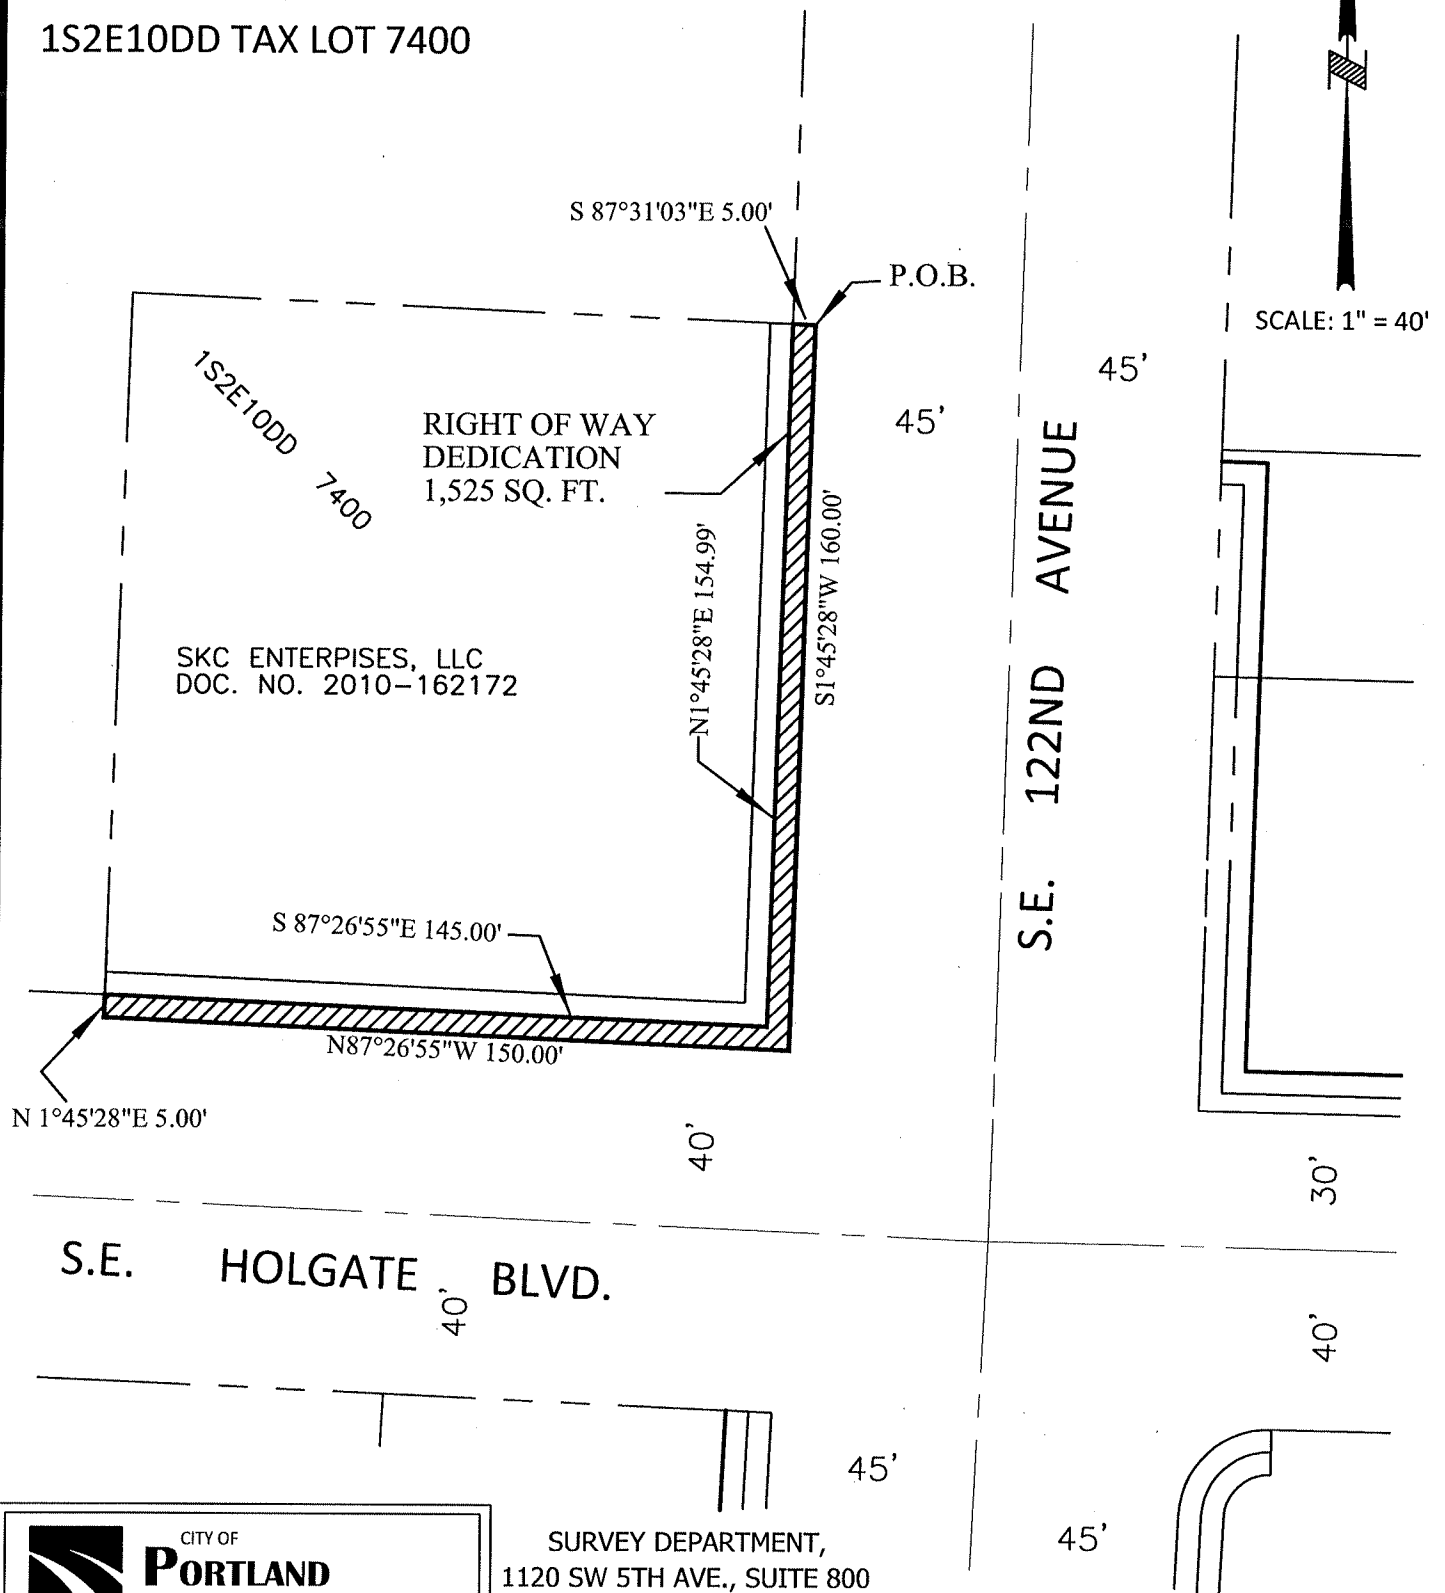 1S2E10DD TAX LOT 7400
S 87°31'03"E 5.00'
P.O.B.
SCALE: 1" = 40'
45'
45'
1S2E10DD 7400
RIGHT OF WAY
DEDICATION
1,525 SQ. FT.
N1°45'28"E 154.99'
S1°45'28"W 160.00'
S.E. 122ND AVENUE
SKC ENTERPISES, LLC
DOC. NO. 2010-162172
S 87°26'55"E 145.00'
N87°26'55"W 150.00'
N 1°45'28"E 5.00'
40'
30'
S.E. HOLGATE BLVD.
40'
40'
45'
45'
CITY OF
PORTLAND
SURVEY DEPARTMENT,
1120 SW 5TH AVE., SUITE 800